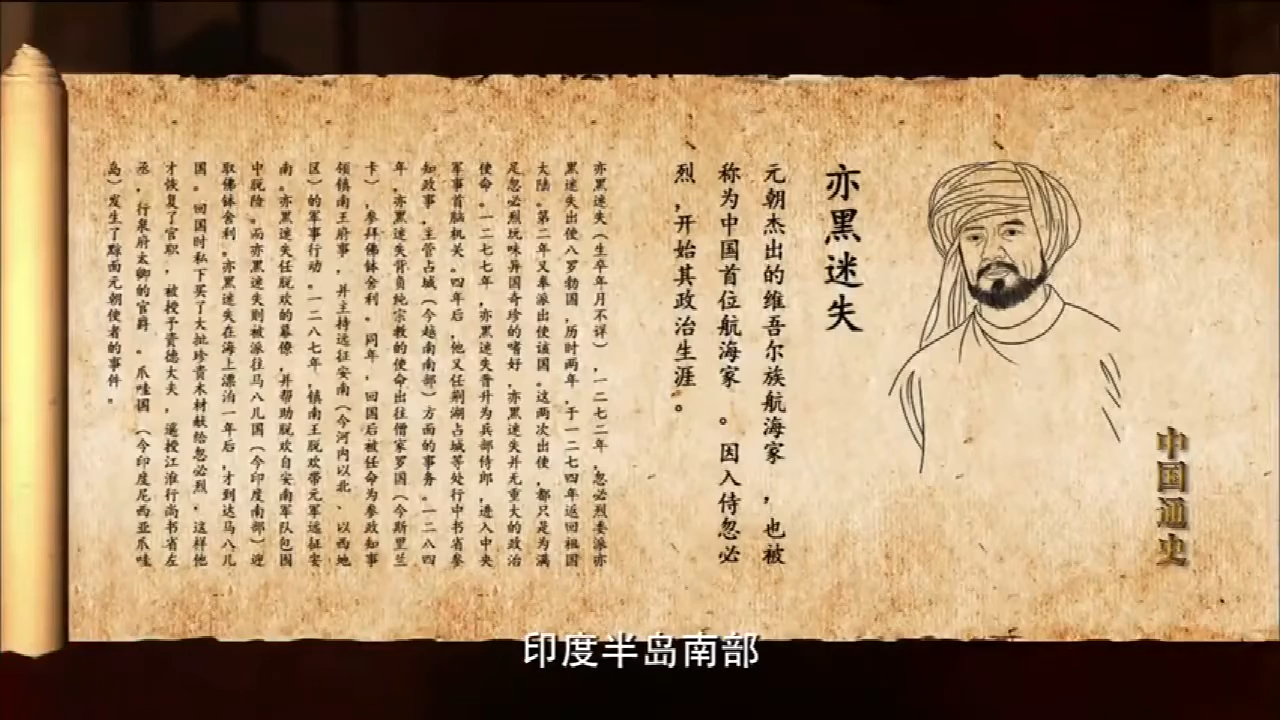 中国通史
亦黑迷失
元朝杰出的维吾尔族航海家，也被
称为中国首位航海家。因入侍忽必
烈，开始其政治生涯。
亦黑迷失（生卒年月不详），一二七二年，忽必烈委派亦
黑迷失出使八罗勃国，历时两年，于一二七四年返回祖国
大陆。第二年又奉派出使该国。这两次出使，都只是为满
足忽必烈玩味异国奇珍的嗜好，亦黑迷失并无重大的政治
使命。一二七七年，亦黑迷失晋升为兵部侍郎，进入中央
军事首脑机关。四年后，他又任荆湖占城等处行中书省参
知政事，主管占城（今越南南部）方面的事务。一二八四
年，亦黑迷失背负纯宗教的使命出往僧家罗国（今斯里兰
卡），参拜佛钵舍利。同年，回国后被任命为参政知事
领镇南王府事，并主持远征安南（今河内以北、以西地
区）的军事行动。一二八七年，镇南王脱欢带元军远征安
南。亦黑迷失任脱欢的幕僚，并帮助脱欢自安南军队包围
中脱险。而亦黑迷失则被派往马八儿国（今印度南部）迎
取佛钵舍利。亦黑迷失在海上漂泊一年后，才到达马八儿
国。回国时私下买了大批珍贵木材献给忽必烈，这样他
才恢复了官职，被授予资德大夫，遥授江淮行尚书省左
丞，行泉府太卿的官爵。爪哇国（今印度尼西亚爪哇
岛）发生了黥面元朝使者的事件。
印度半岛南部